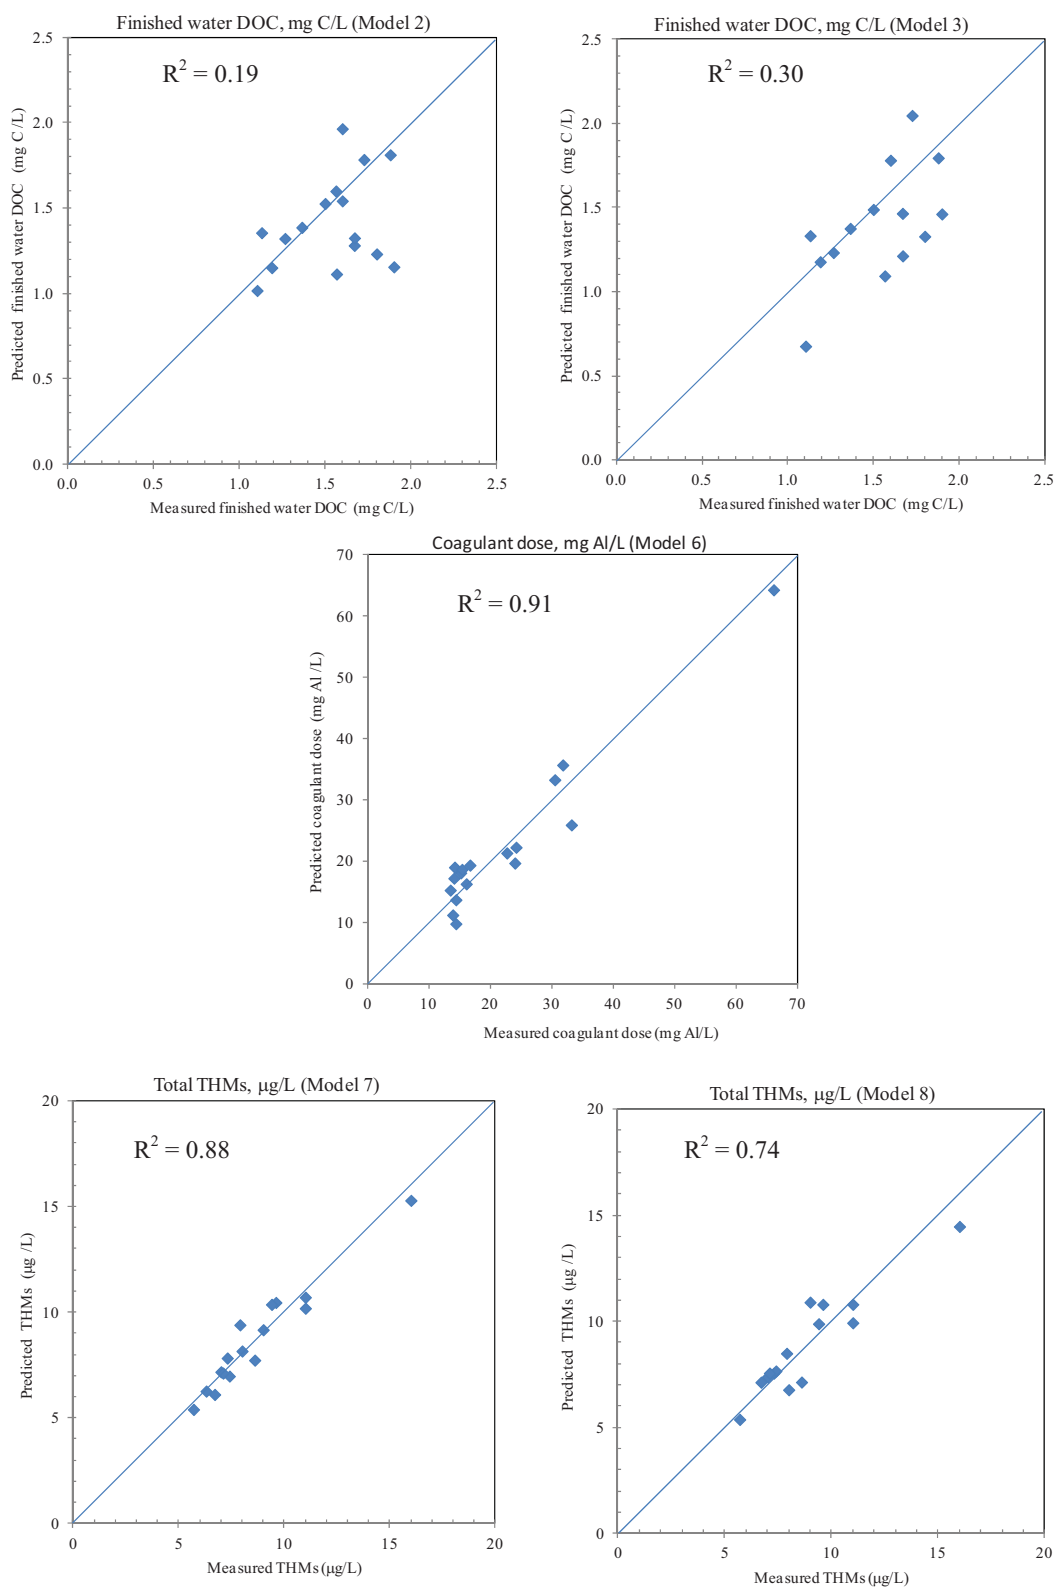 Finished water DOC, mg C/L (Model 2)
R² = 0.19
Predicted finished water DOC (mg C /L)
2.5
2.0
1.5
1.0
0.5
0.0
0.0 0.5 1.0 1.5 2.0 2.5
Measured finished water DOC (mg C/L)
Finished water DOC, mg C/L (Model 3)
R² = 0.30
Predicted finished water DOC (mg C /L)
2.5
2.0
1.5
1.0
0.5
0.0
0.0 0.5 1.0 1.5 2.0 2.5
Measured finished water DOC (mg C/L)
Coagulant dose, mg Al/L (Model 6)
R² = 0.91
Predicted coagulant dose (mg Al /L)
70
60
50
40
30
20
10
0
0 10 20 30 40 50 60 70
Measured coagulant dose (mg Al/L)
Total THMs, µg/L (Model 7)
R² = 0.88
Predicted THMs (µg /L)
20
15
10
5
0
0 5 10 15 20
Measured THMs (µg/L)
Total THMs, µg/L (Model 8)
R² = 0.74
Predicted THMs (µg /L)
20
15
10
5
0
0 5 10 15 20
Measured THMs (µg/L)